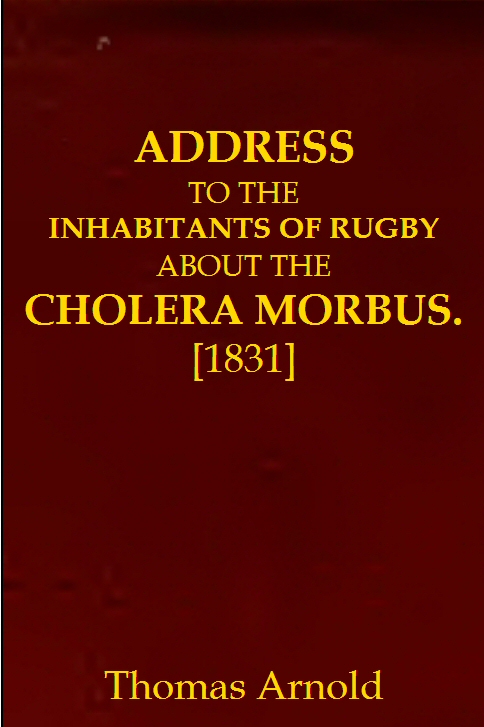 ADDRESS
TO THE
INHABITANTS OF RUGBY
ABOUT THE
CHOLERA MORBUS.
[1831]
Thomas Arnold